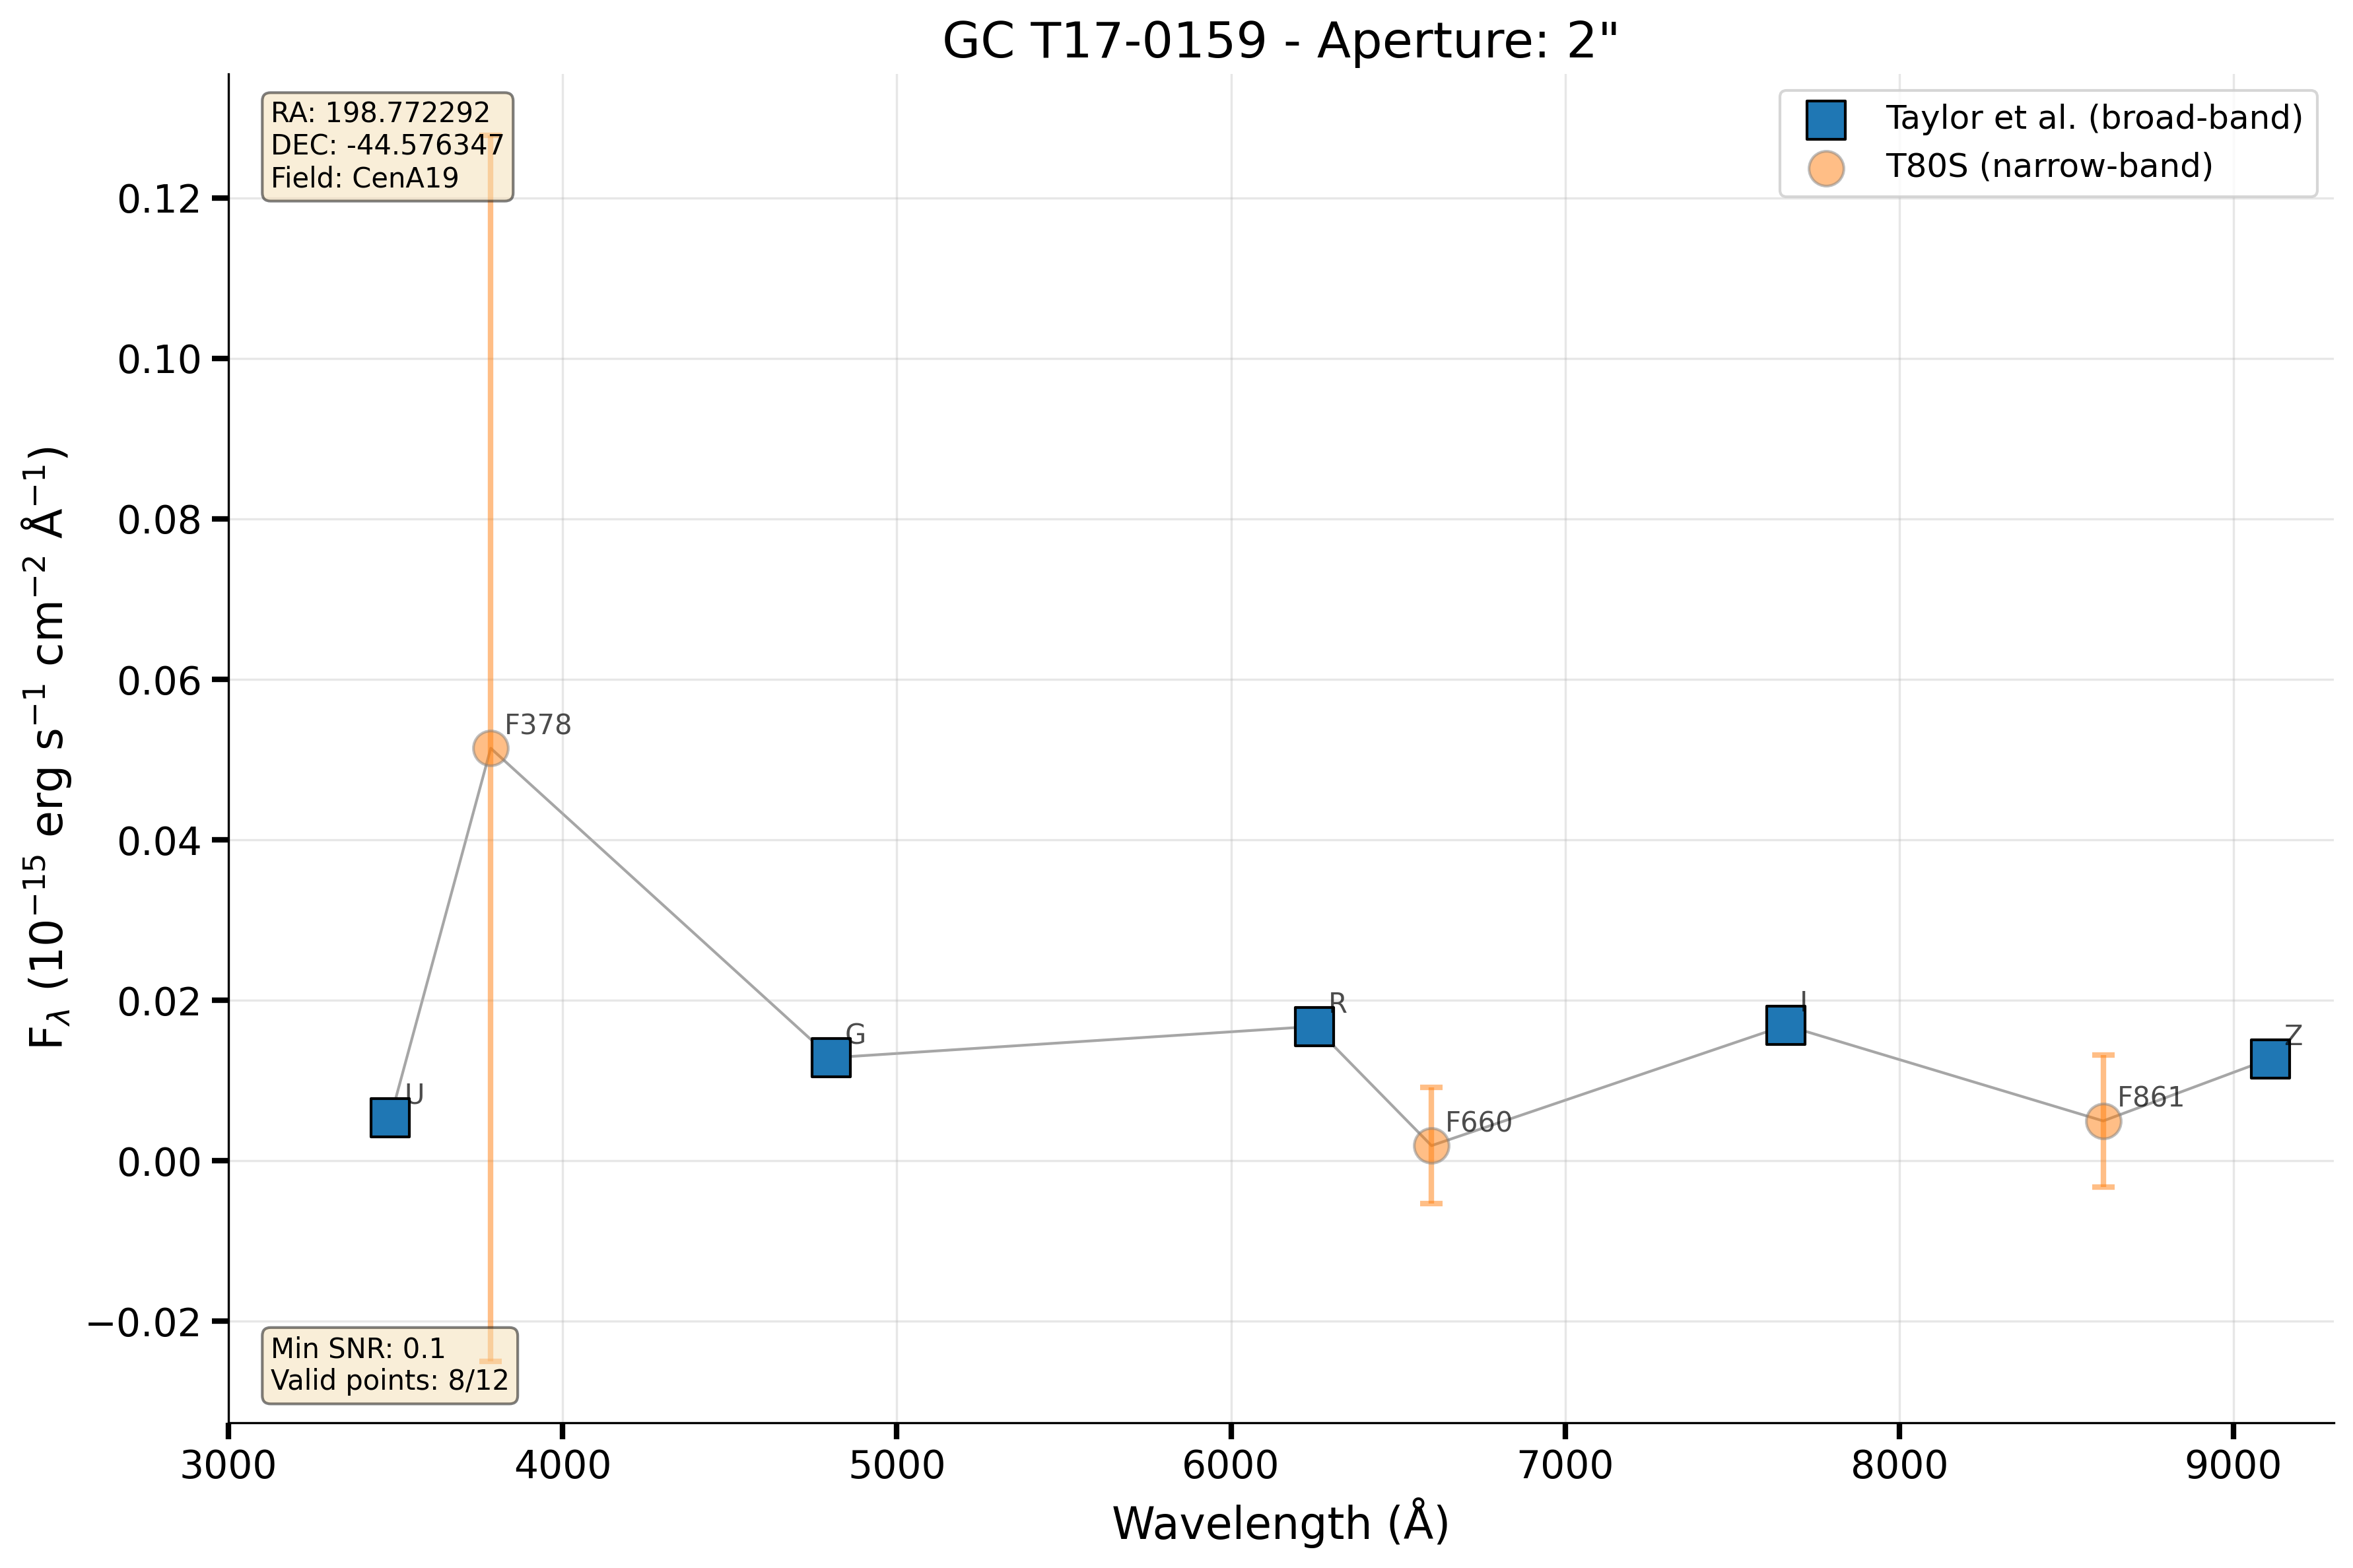 GC T17-0159 - Aperture: 2"
RA: 198.772292
DEC: -44.576347
Field: CenA19
Taylor et al. (broad-band)
T80S (narrow-band)
0.12
0.10
0.08
0.06
0.04
0.02
0.00
−0.02
F_λ (10⁻¹⁵ erg s⁻¹ cm⁻² Å⁻¹)
U
F378
G
R
F660
I
F861
Z
Min SNR: 0.1
Valid points: 8/12
3000 4000 5000 6000 7000 8000 9000
Wavelength (Å)